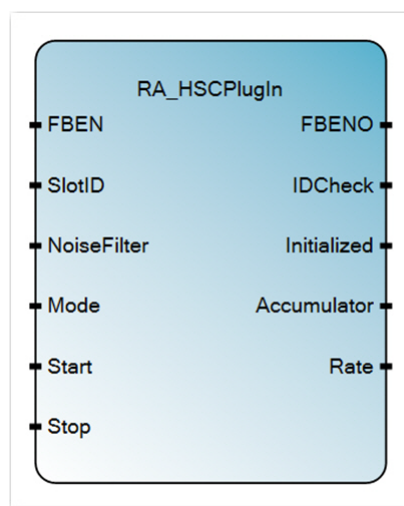 RA_HSCPlugIn
FBEN FBENO
SlotID IDCheck
NoiseFilter Initialized
Mode Accumulator
Start Rate
Stop